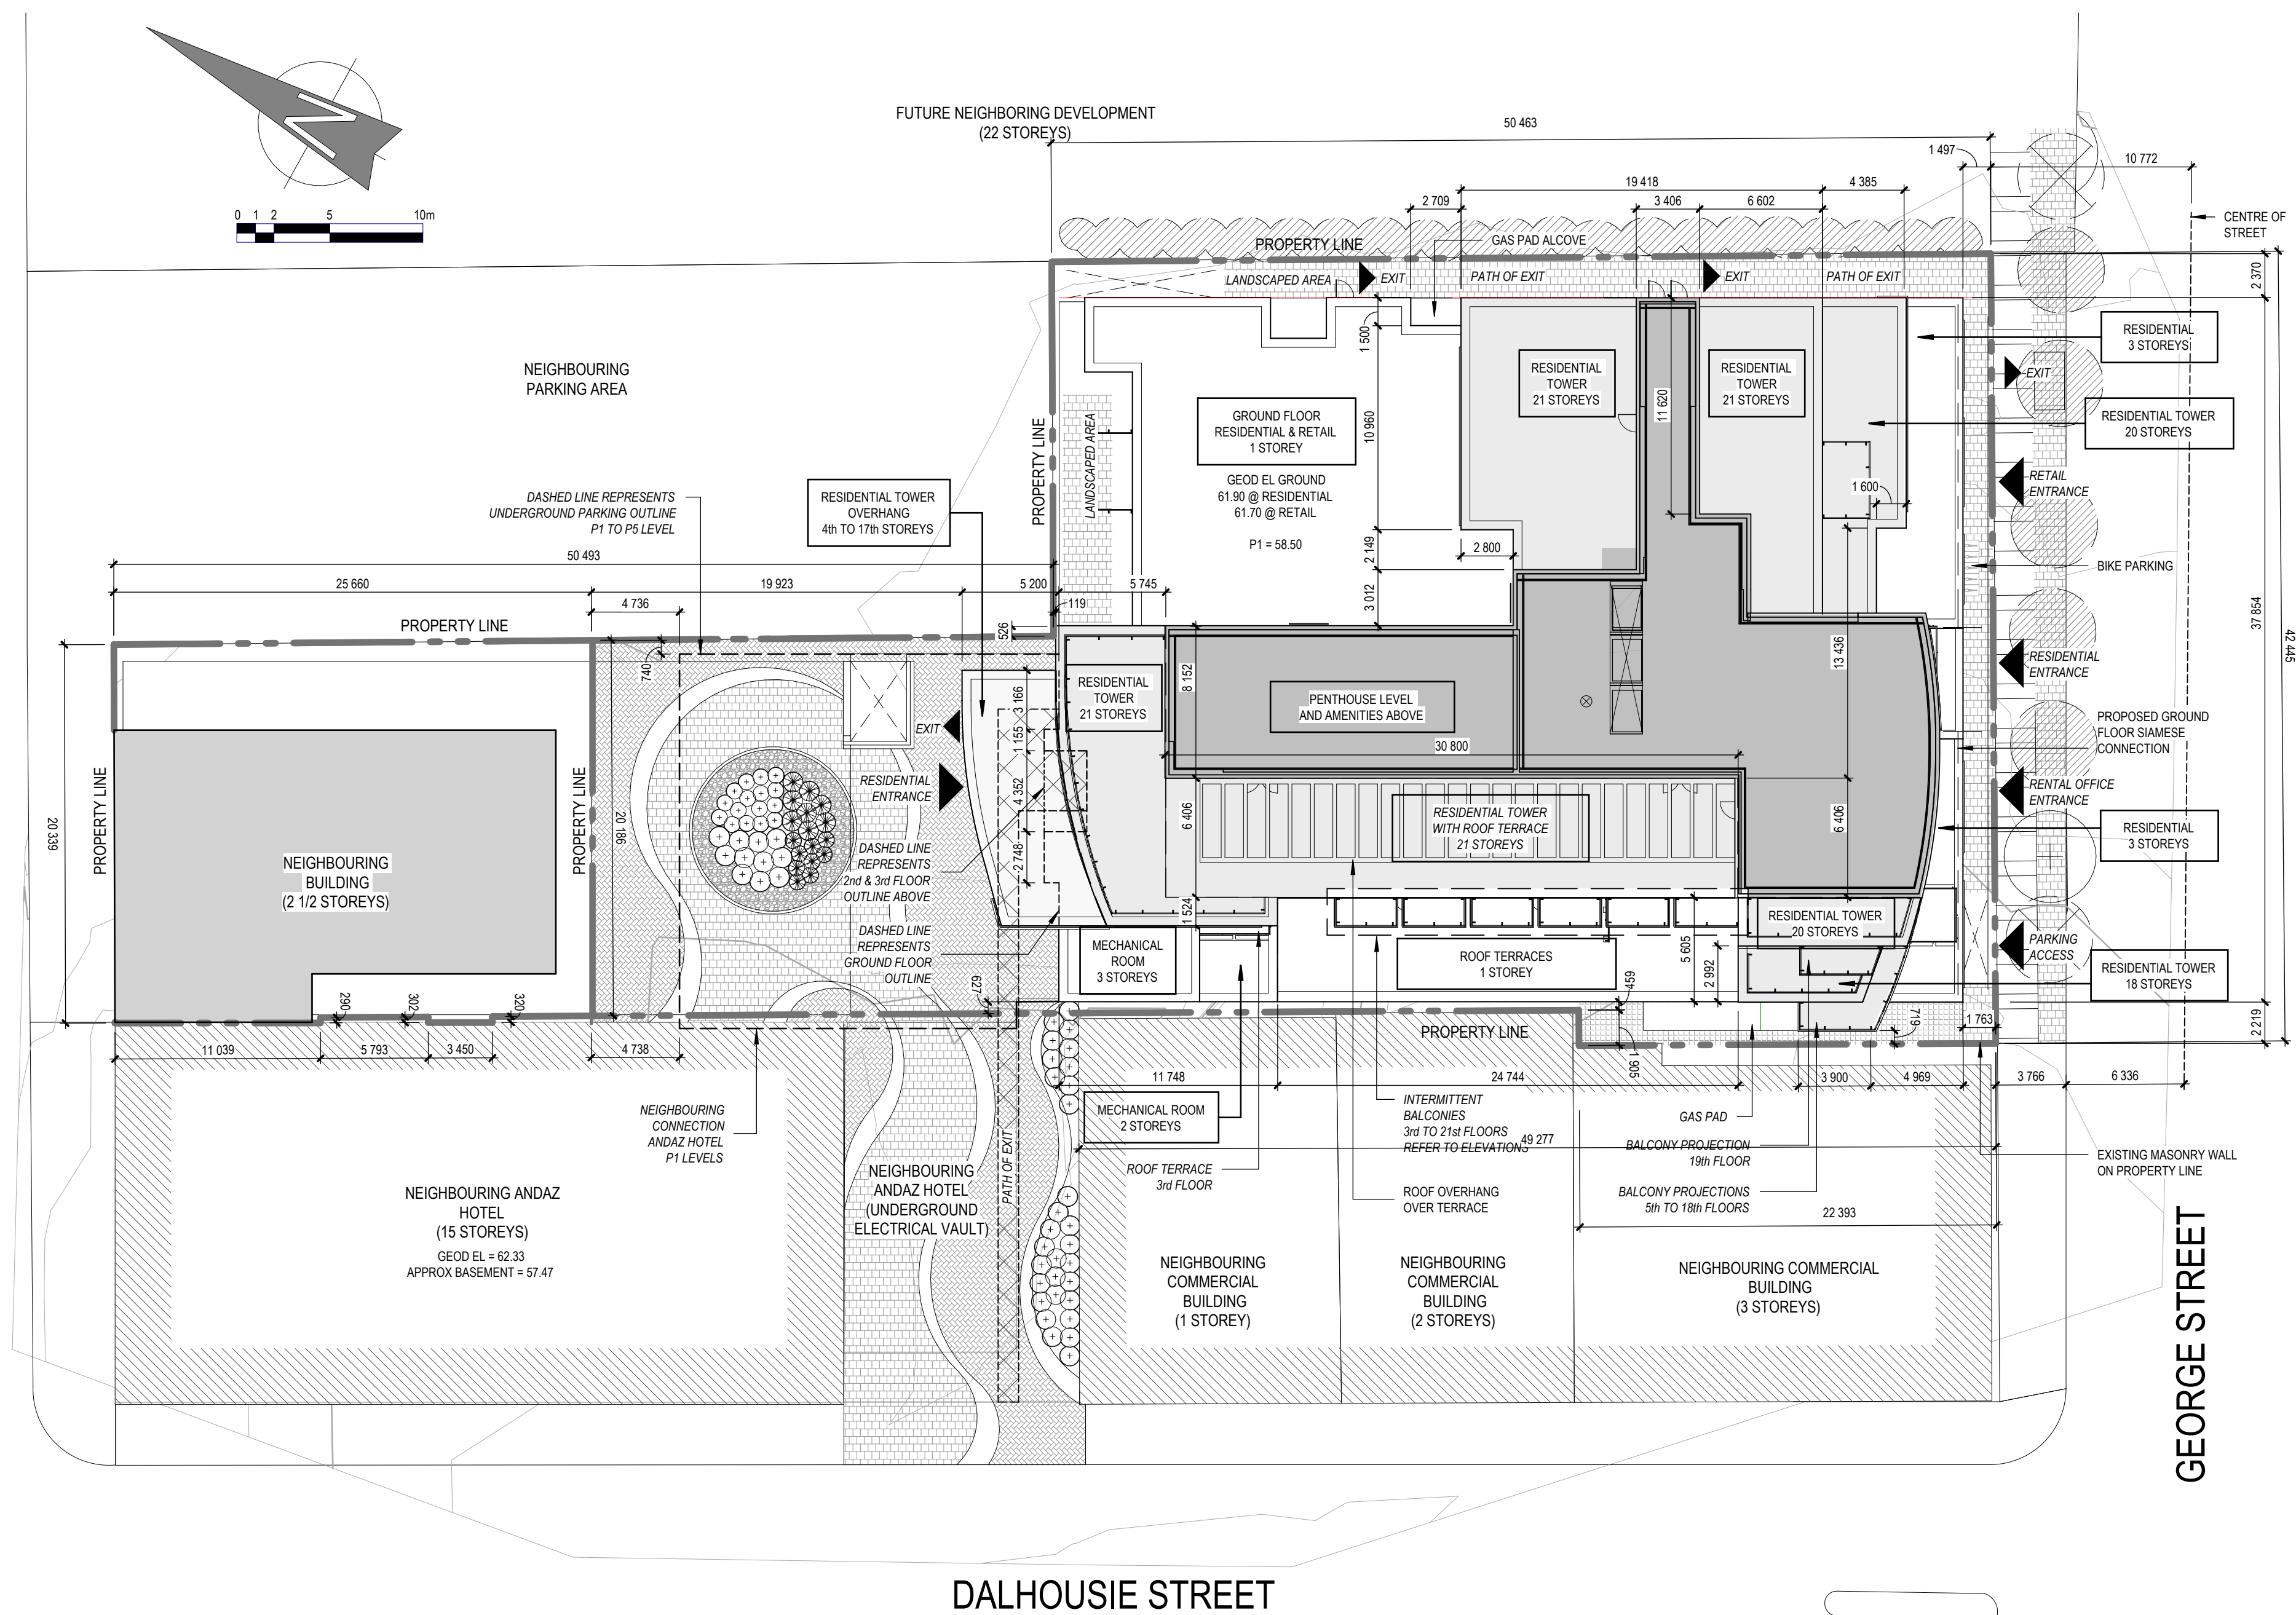 N
0 1 2 5 10m
FUTURE NEIGHBORING DEVELOPMENT
(22 STOREYS)
50 463
1 497
10 772
19 418
4 385
2 709
3 406
6 602
CENTRE OF
STREET
PROPERTY LINE
GAS PAD ALCOVE
LANDSCAPED AREA
EXIT
PATH OF EXIT
EXIT
PATH OF EXIT
2 370
RESIDENTIAL
3 STOREYS
1 500
NEIGHBOURING
PARKING AREA
RESIDENTIAL
TOWER
21 STOREYS
RESIDENTIAL
TOWER
21 STOREYS
EXIT
11 620
GROUND FLOOR
RESIDENTIAL & RETAIL
1 STOREY
10 960
RESIDENTIAL TOWER
20 STOREYS
PROPERTY LINE
LANDSCAPED AREA
GEOD EL GROUND
61.90 @ RESIDENTIAL
61.70 @ RETAIL
P1 = 58.50
1 600
RETAIL
ENTRANCE
DASHED LINE REPRESENTS
UNDERGROUND PARKING OUTLINE
P1 TO P5 LEVEL
RESIDENTIAL TOWER
OVERHANG
4th TO 17th STOREYS
2 149
2 800
50 493
BIKE PARKING
25 660
19 923
5 200
5 745
3 012
4 736
119
37 854
42 445
PROPERTY LINE
526
740
13 436
RESIDENTIAL
ENTRANCE
8 152
RESIDENTIAL
TOWER
21 STOREYS
PENTHOUSE LEVEL
AND AMENITIES ABOVE
3 166
EXIT
1 155
30 800
PROPOSED GROUND
FLOOR SIAMESE
CONNECTION
RESIDENTIAL
ENTRANCE
4 352
RENTAL OFFICE
ENTRANCE
PROPERTY LINE
PROPERTY LINE
20 339
20 186
6 406
RESIDENTIAL TOWER
WITH ROOF TERRACE
21 STOREYS
6 406
RESIDENTIAL
3 STOREYS
NEIGHBOURING
BUILDING
(2 1/2 STOREYS)
DASHED LINE
REPRESENTS
2nd & 3rd FLOOR
OUTLINE ABOVE
2 748
1 524
RESIDENTIAL TOWER
20 STOREYS
DASHED LINE
REPRESENTS
GROUND FLOOR
OUTLINE
MECHANICAL
ROOM
3 STOREYS
ROOF TERRACES
1 STOREY
5 605
2 992
PARKING
ACCESS
RESIDENTIAL TOWER
18 STOREYS
627
459
290
302
320
719
1 763
2 219
PROPERTY LINE
11 039
5 793
3 450
4 738
1 905
11 748
24 744
3 900
4 969
3 766
6 336
NEIGHBOURING
CONNECTION
ANDAZ HOTEL
P1 LEVELS
MECHANICAL ROOM
2 STOREYS
INTERMITTENT
BALCONIES
3rd TO 21st FLOORS
REFER TO ELEVATIONS
49 277
GAS PAD
BALCONY PROJECTION
19th FLOOR
EXISTING MASONRY WALL
ON PROPERTY LINE
PATH OF EXIT
ROOF TERRACE
3rd FLOOR
NEIGHBOURING
ANDAZ HOTEL
(UNDERGROUND
ELECTRICAL VAULT)
NEIGHBOURING ANDAZ
HOTEL
(15 STOREYS)
GEOD EL = 62.33
APPROX BASEMENT = 57.47
ROOF OVERHANG
OVER TERRACE
BALCONY PROJECTIONS
5th TO 18th FLOORS
22 393
NEIGHBOURING
COMMERCIAL
BUILDING
(1 STOREY)
NEIGHBOURING
COMMERCIAL
BUILDING
(2 STOREYS)
NEIGHBOURING COMMERCIAL
BUILDING
(3 STOREYS)
GEORGE STREET
DALHOUSIE STREET